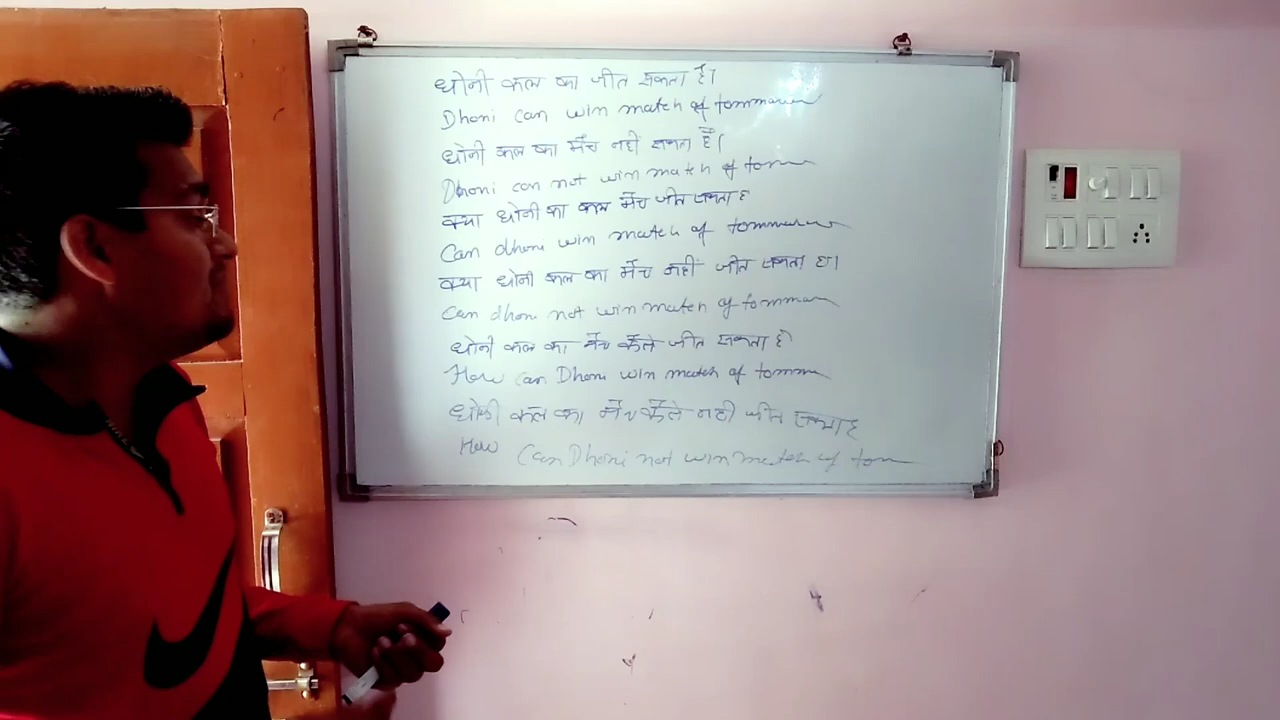 धोनी कल का जीत सकता है।
Dhoni can win match of tommarow
धोनी कल का मैच नही सकता है।
Dhoni can not win match of tom
क्या धोनी का कल मैच जीत सकता ह
Can dhoni win match of tommarow
क्या धोनी कल का मैच नहीं जीत सकता है।
Can dhoni not win match of tommar
धोनी कल का मैच कैसे जीत सकता है
How can Dhoni win match of tomm
धोनी कल का मैच कैसे नही जीत सकता है
How Can Dhoni not win match of tom